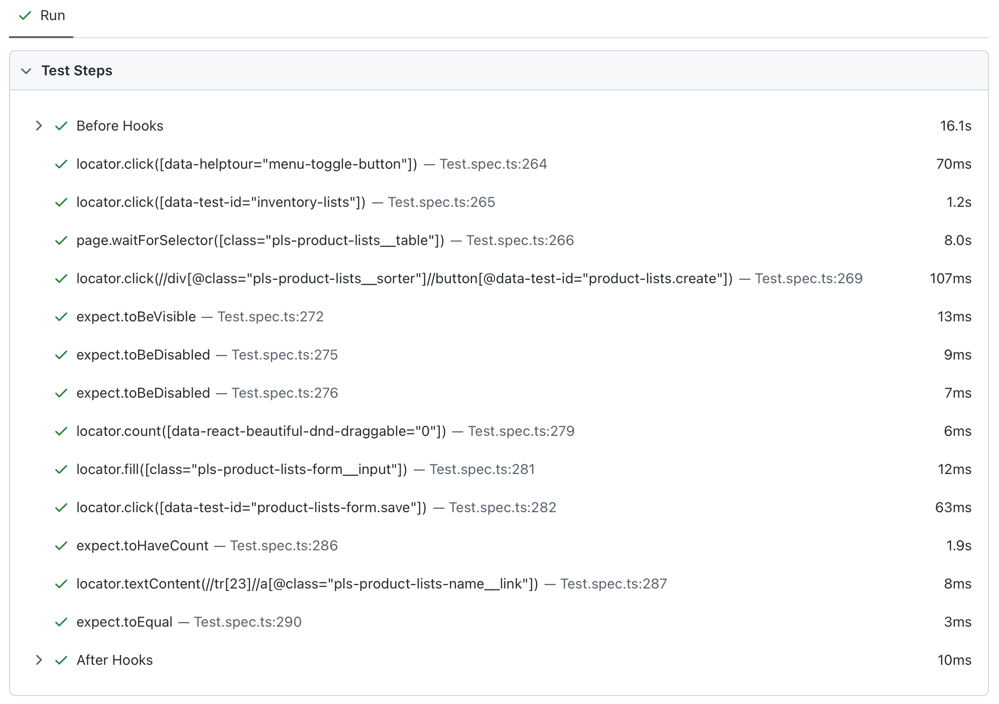 Run
Test Steps
Before Hooks 16.1s
locator.click([data-helptour="menu-toggle-button"]) — Test.spec.ts:264 70ms
locator.click([data-test-id="inventory-lists"]) — Test.spec.ts:265 1.2s
page.waitForSelector([class="pls-product-lists__table"]) — Test.spec.ts:266 8.0s
locator.click(//div[@class="pls-product-lists__sorter"]//button[@data-test-id="product-lists.create"]) — Test.spec.ts:269 107ms
expect.toBeVisible — Test.spec.ts:272 13ms
expect.toBeDisabled — Test.spec.ts:275 9ms
expect.toBeDisabled — Test.spec.ts:276 7ms
locator.count([data-react-beautiful-dnd-draggable="0"]) — Test.spec.ts:279 6ms
locator.fill([class="pls-product-lists-form__input"]) — Test.spec.ts:281 12ms
locator.click([data-test-id="product-lists-form.save"]) — Test.spec.ts:282 63ms
expect.toHaveCount — Test.spec.ts:286 1.9s
locator.textContent(//tr[23]//a[@class="pls-product-lists-name__link"]) — Test.spec.ts:287 8ms
expect.toEqual — Test.spec.ts:290 3ms
After Hooks 10ms